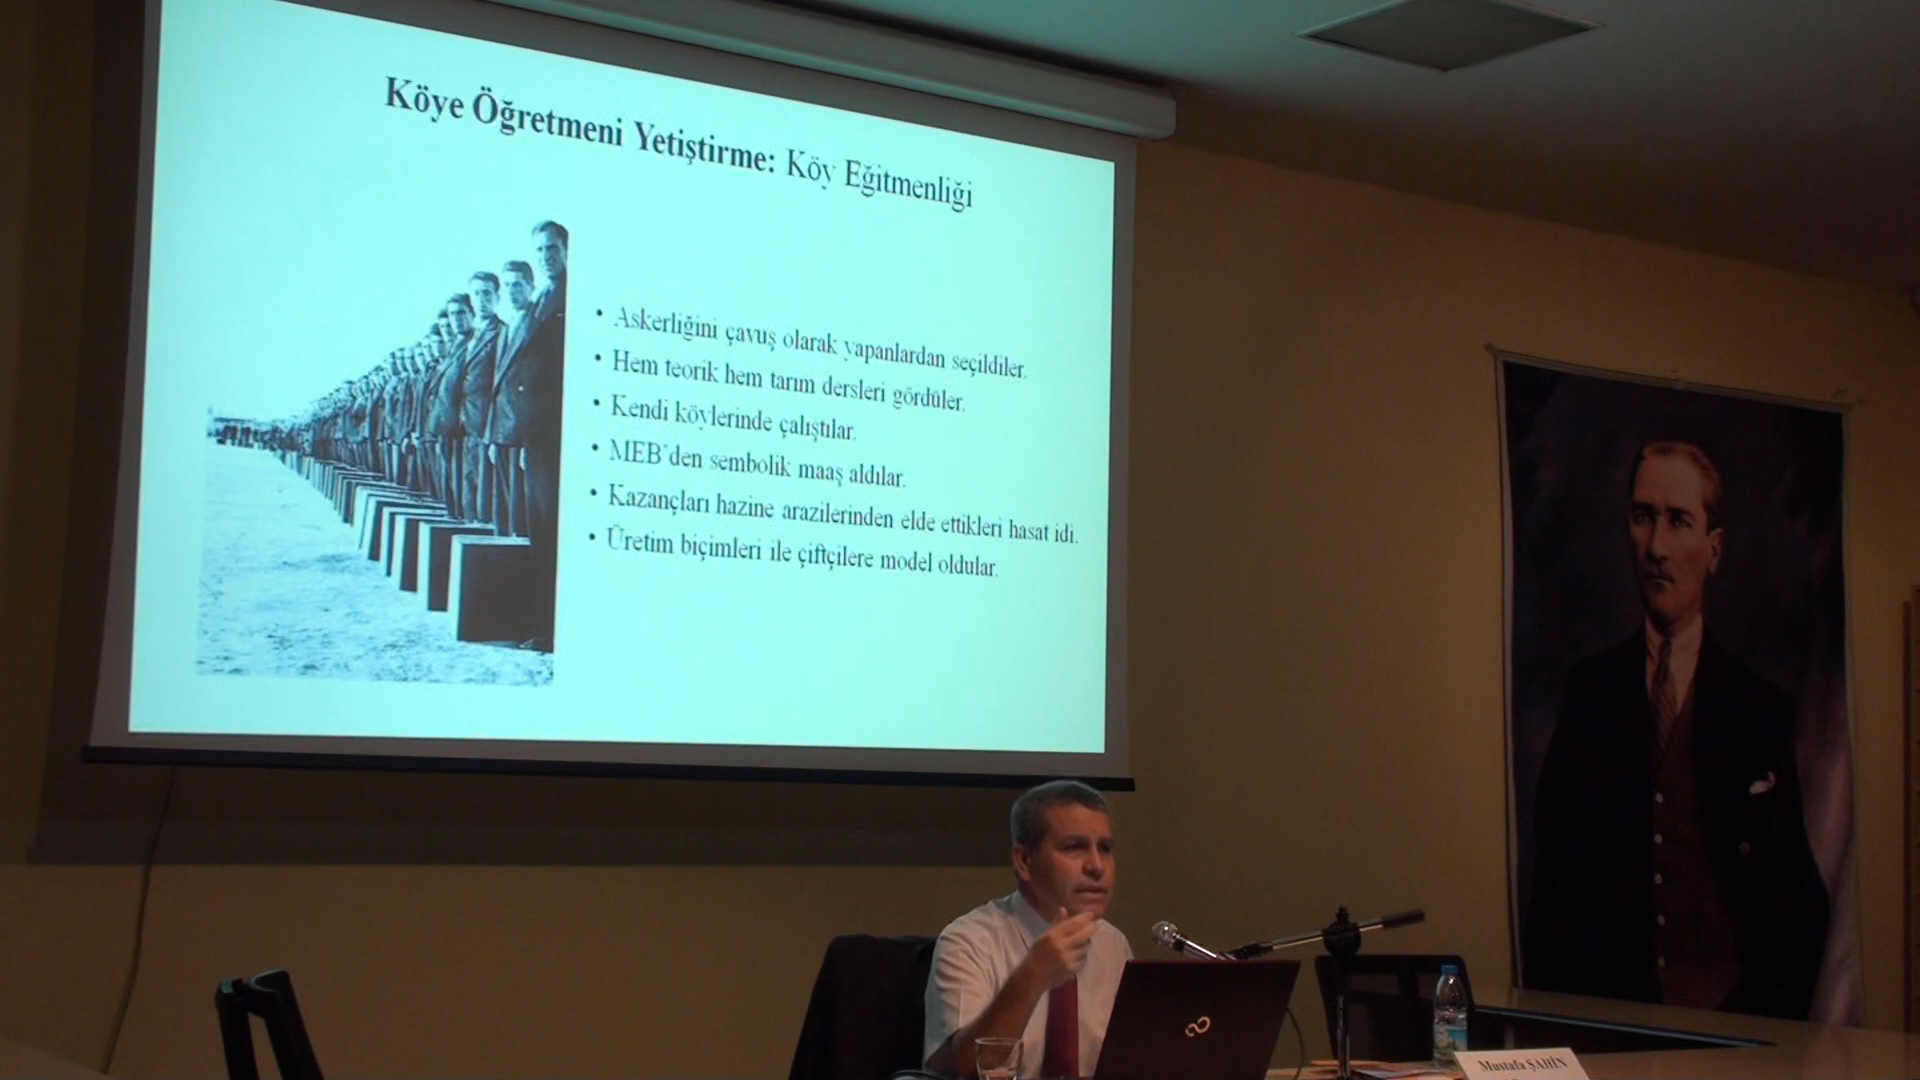 Köye Öğretmeni Yetiştirme: Köy Eğitmenliği
• Askerliğini çavuş olarak yapanlardan seçildiler.
• Hem teorik hem tarım dersleri gördüler.
• Kendi köylerinde çalıştılar.
• MEB'den sembolik maaş aldılar.
• Kazançları hazine arazilerinden elde ettikleri hasat idi.
• Üretim biçimleri ile çiftçilere model oldular.
Mustafa ŞAHİN